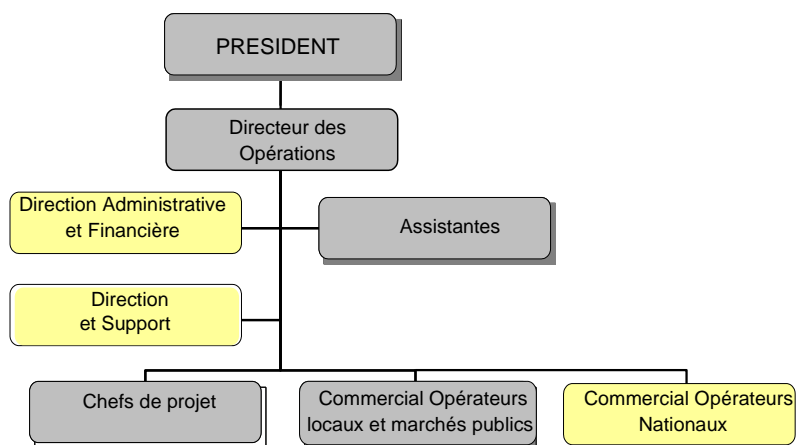 PRESIDENT
Directeur des
Opérations
Direction Administrative
et Financière
Assistantes
Direction
et Support
Chefs de projet
Commercial Opérateurs
locaux et marchés publics
Commercial Opérateurs
Nationaux